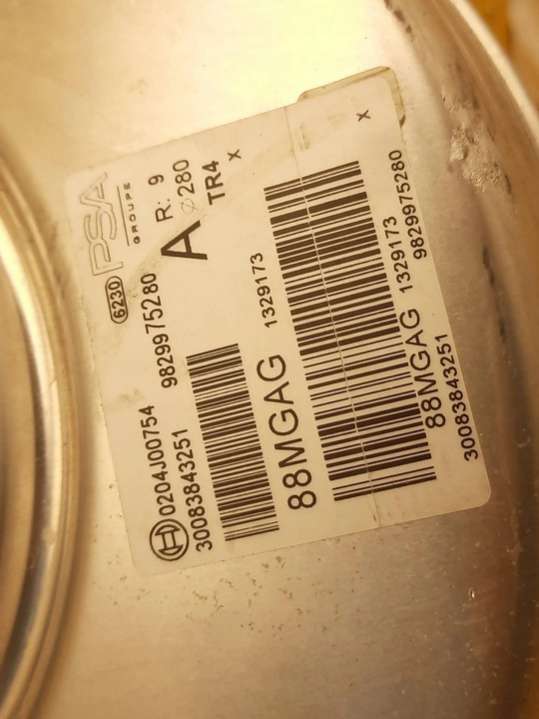 6230
PSA
GROUPE
R: 9
⌀280
TR4
A
X
X
0204J00754
9829975280
30083843251
88MGAG
1329173
88MGAG
1329173
30083843251
9829975280